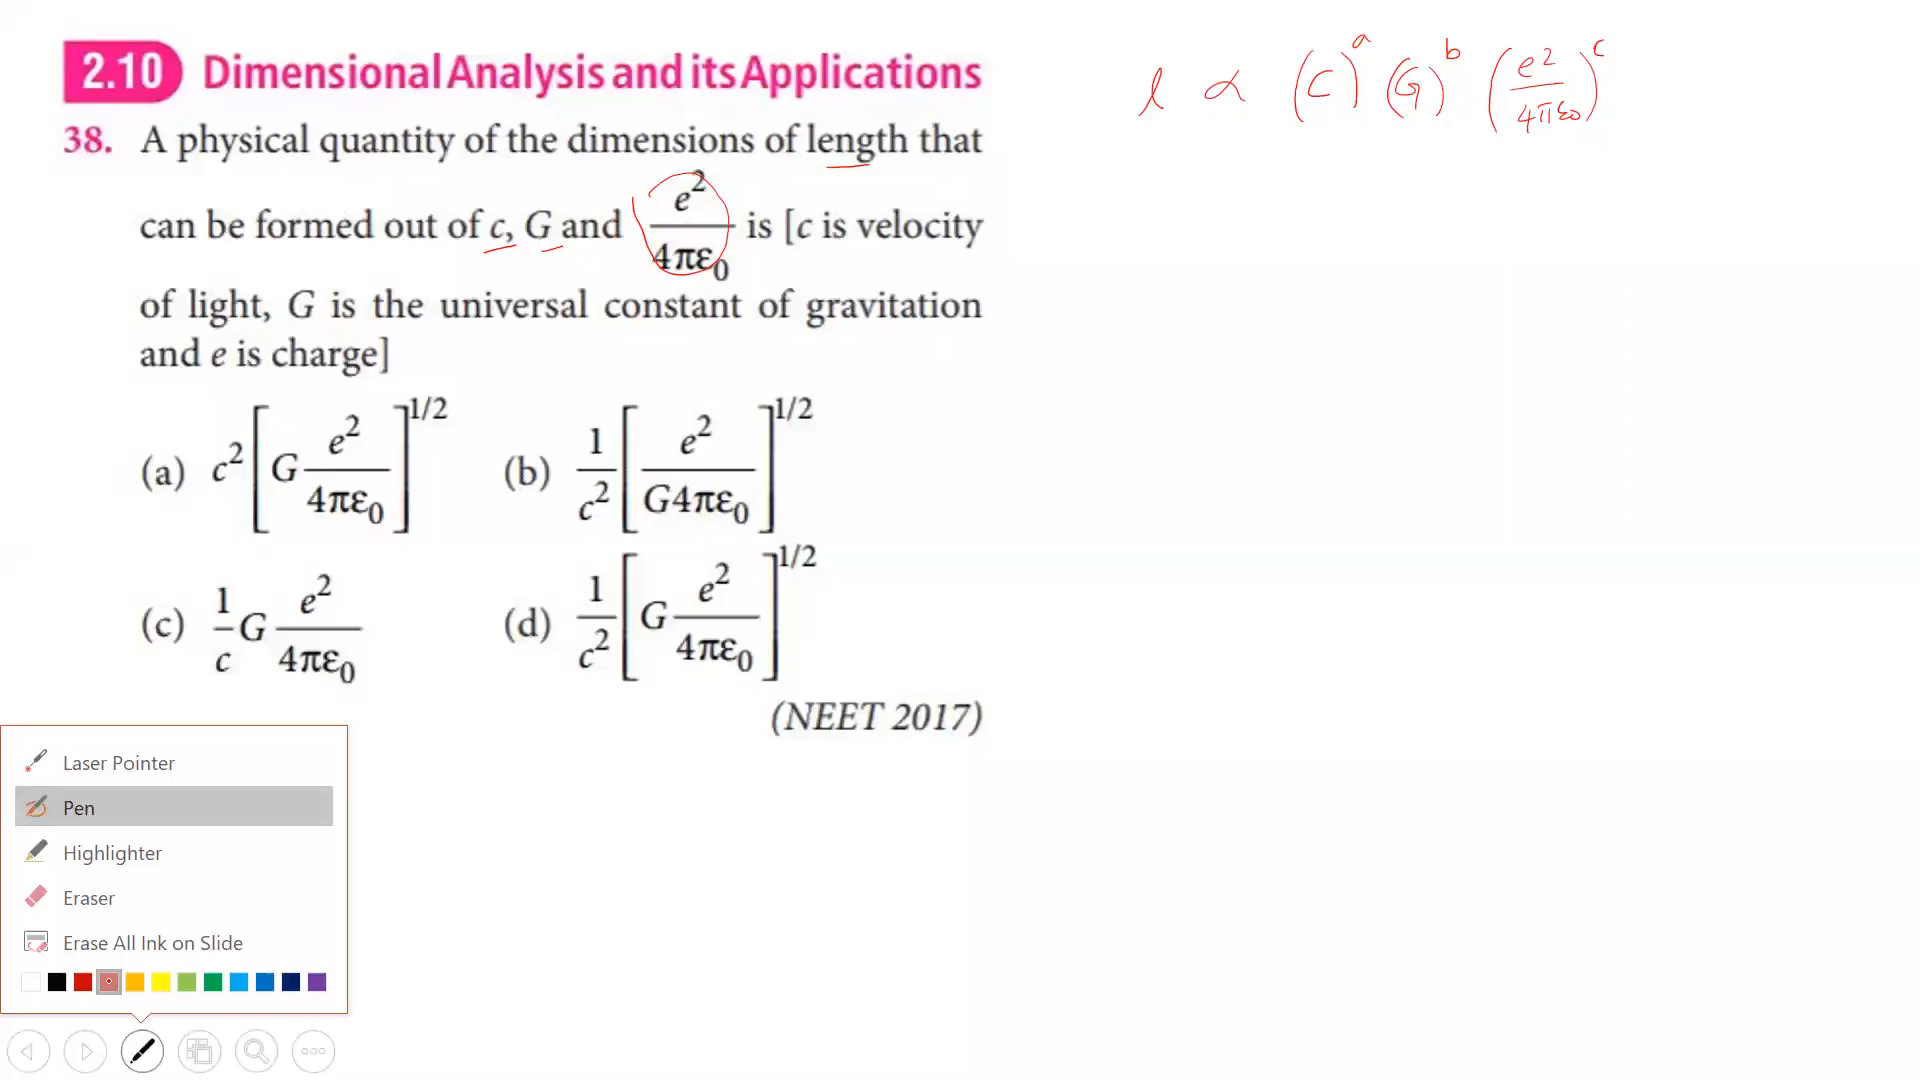 2.10 Dimensional Analysis and its Applications
38. A physical quantity of the dimensions of length that
can be formed out of c, G and e²/4πε₀ is [c is velocity
of light, G is the universal constant of gravitation
and e is charge]
(a) c² [G e²/4πε₀]^1/2 (b) 1/c² [e²/G4πε₀]^1/2
(c) 1/c G e²/4πε₀ (d) 1/c² [G e²/4πε₀]^1/2
(NEET 2017)
l ∝ (C)^a (G)^b (e²/4πε₀)^c
Laser Pointer
Pen
Highlighter
Eraser
Erase All Ink on Slide